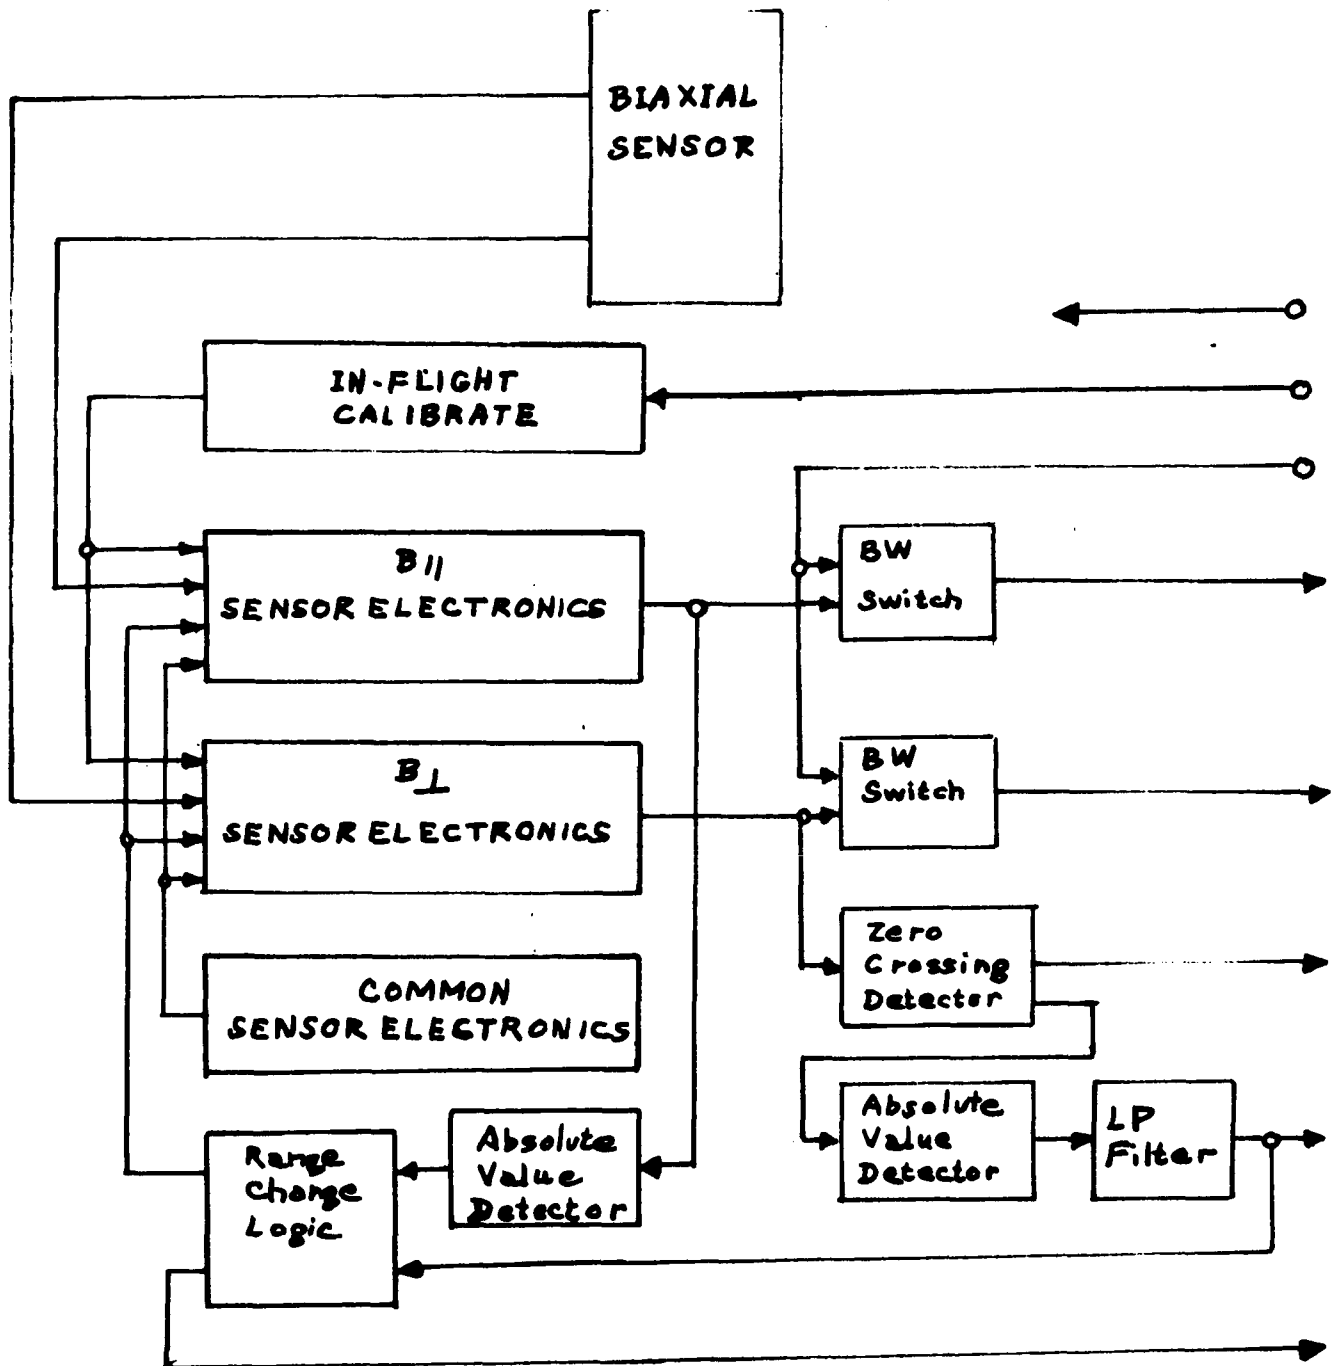 BIAXIAL
SENSOR
IN-FLIGHT
CALIBRATE
B||
SENSOR ELECTRONICS
BW
Switch
B⊥
SENSOR ELECTRONICS
BW
Switch
Zero
Crossing
Detector
COMMON
SENSOR ELECTRONICS
Absolute
Value
Detector
LP
Filter
Absolute
Value
Detector
Range
Change
Logic